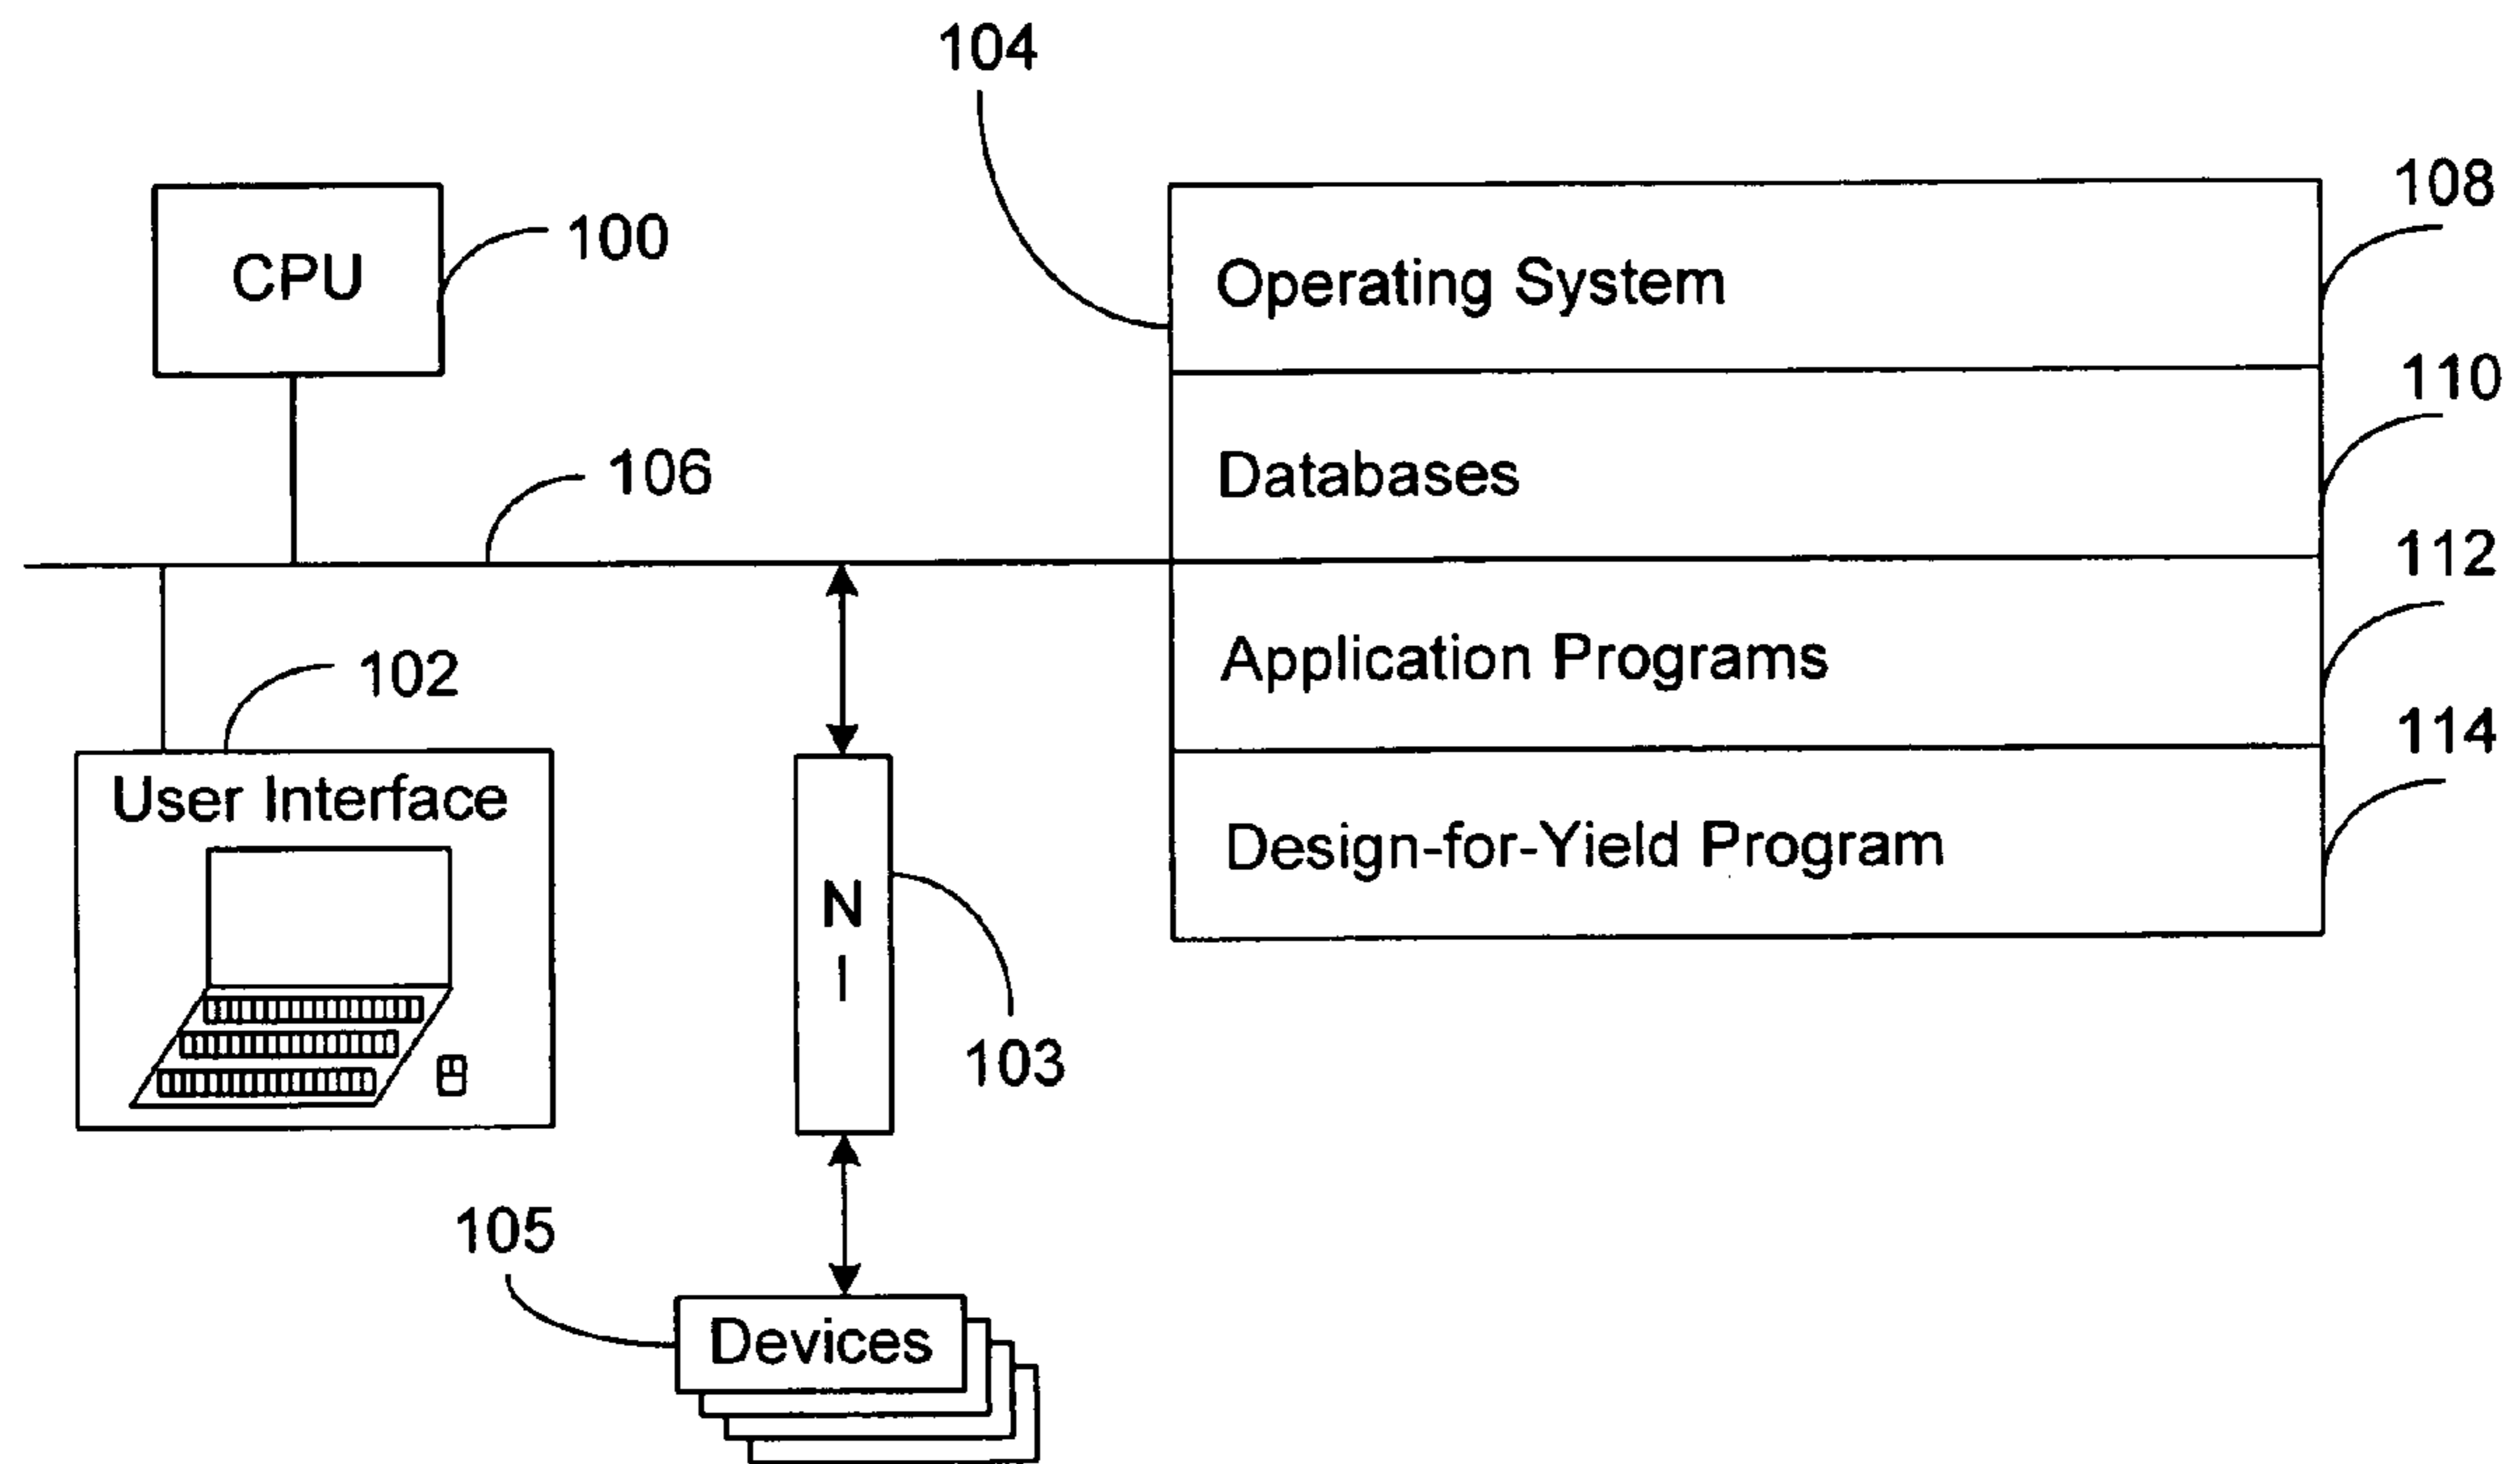 104
108
CPU
100
Operating System
110
106
Databases
112
102
Application Programs
114
User Interface
Design-for-Yield Program
N
I
103
105
Devices